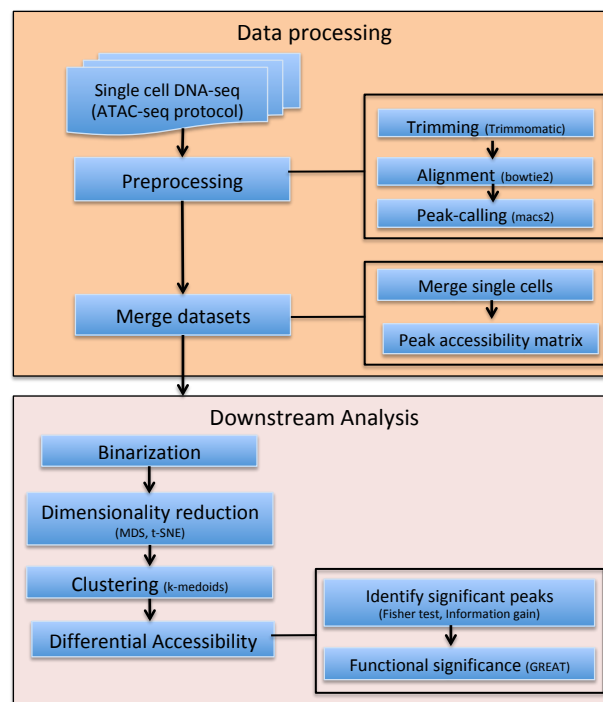 Data processing
Single cell DNA-seq
(ATAC-seq protocol)
Preprocessing
Trimming (Trimmomatic)
Alignment (bowtie2)
Peak-calling (macs2)
Merge datasets
Merge single cells
Peak accessibility matrix
Downstream Analysis
Binarization
Dimensionality reduction
(MDS, t-SNE)
Clustering (k-medoids)
Differential Accessibility
Identify significant peaks
(Fisher test, Information gain)
Functional significance (GREAT)